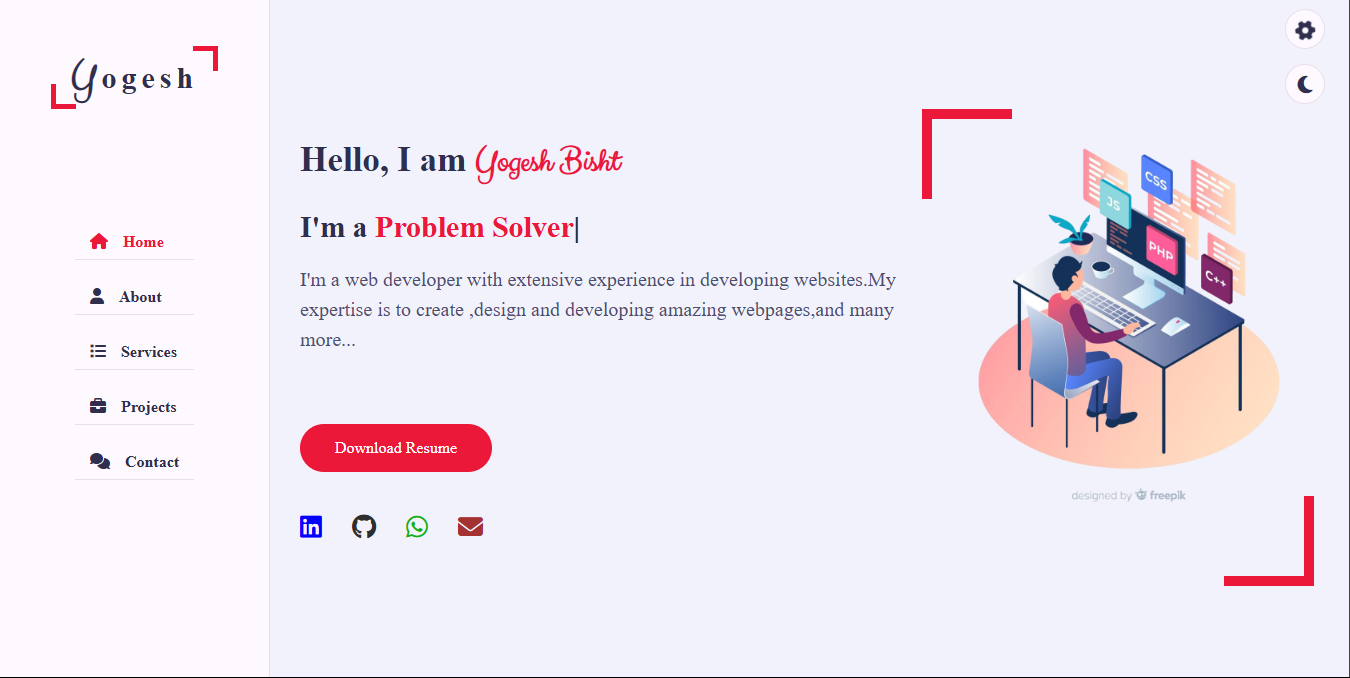 Yogesh
Home
About
Services
Projects
Contact
Hello, I am Yogesh Bisht
I'm a Problem Solver|
I'm a web developer with extensive experience in developing websites.My
expertise is to create ,design and developing amazing webpages,and many
more...
Download Resume
in
CSS
JS
PHP
C++
designed by freepik